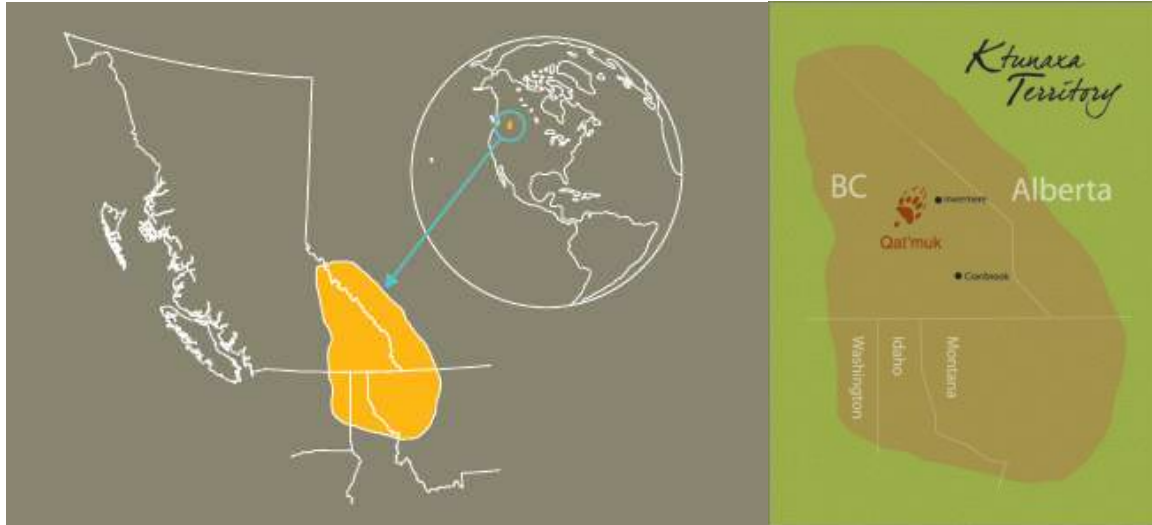 Ktunaxa
Territory
BC
Alberta
Invermere
Qat'muk
Cranbrook
Washington
Idaho
Montana